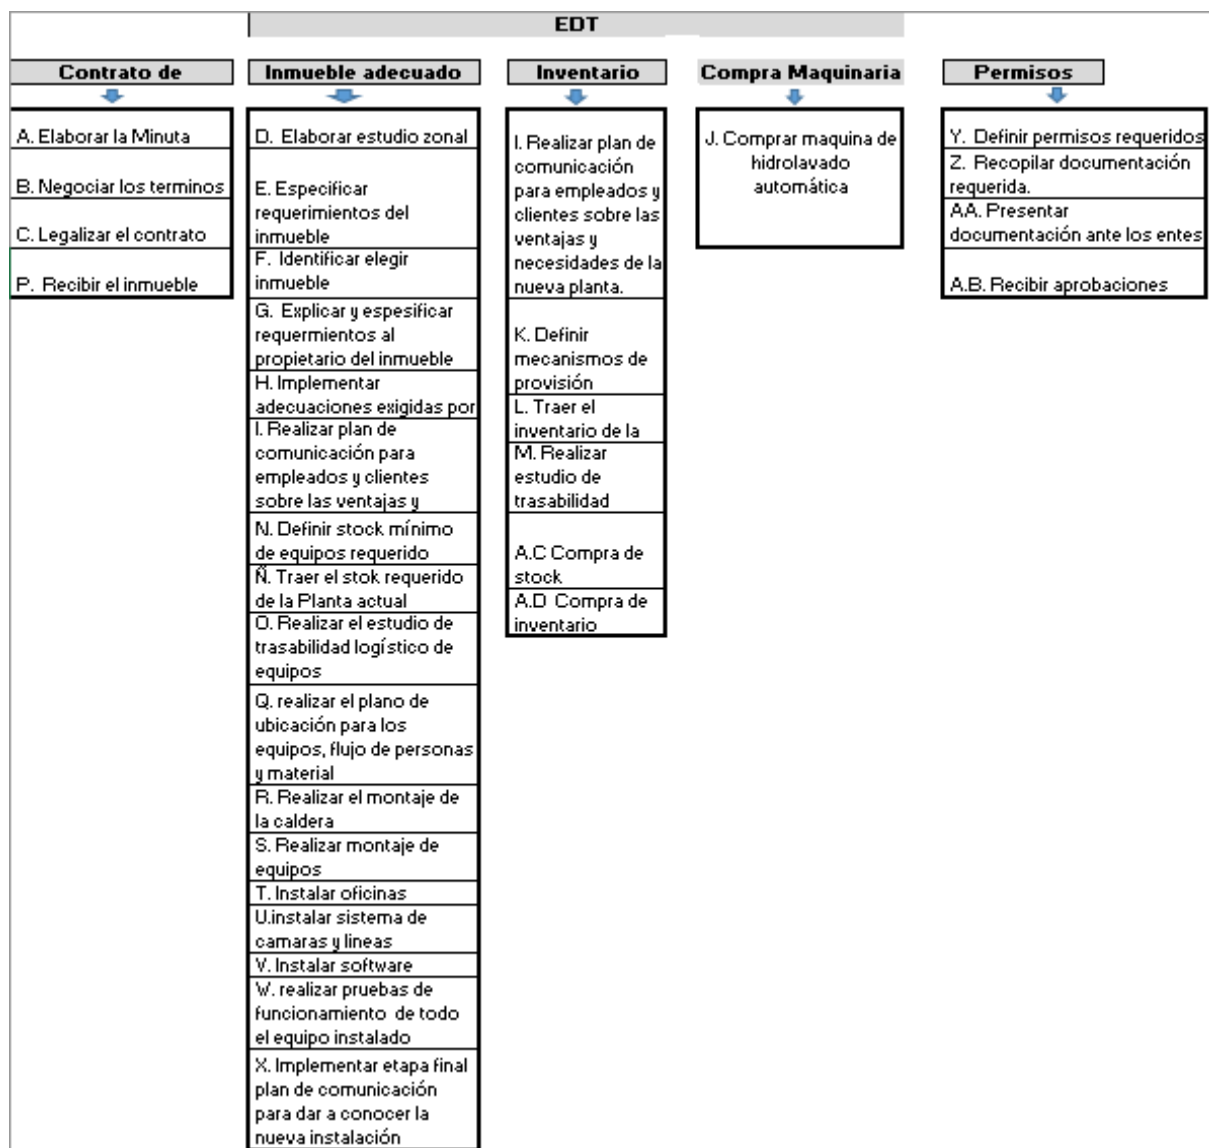 EDT
Contrato de
A. Elaborar la Minuta
B. Negociar los terminos
C. Legalizar el contrato
P. Recibir el inmueble
Inmueble adecuado
D. Elaborar estudio zonal
E. Especificar
requerimientos del
inmueble
F. Identificar elegir
inmueble
G. Explicar y espesificar
requermientos al
propietario del inmueble
H. Implementar
adecuaciones exigidas por
I. Realizar plan de
comunicación para
empleados y clientes
sobre las ventajas y
N. Definir stock mínimo
de equipos requerido
Ñ. Traer el stok requerido
de la Planta actual
O. Realizar el estudio de
trasabilidad logístico de
equipos
Q. realizar el plano de
ubicación para los
equipos, flujo de personas
y material
R. Realizar el montaje de
la caldera
S. Realizar montaje de
equipos
T. Instalar oficinas
U.instalar sistema de
camaras y lineas
V. Instalar software
W. realizar pruebas de
funcionamiento de todo
el equipo instalado
X. Implementar etapa final
plan de comunicación
para dar a conocer la
nueva instalación
Inventario
I. Realizar plan de
comunicación
para empleados y
clientes sobre las
ventajas y
necesidades de la
nueva planta.
K. Definir
mecanismos de
provisión
L. Traer el
inventario de la
M. Realizar
estudio de
trasabilidad
A.C Compra de
stock
A.D Compra de
inventario
Compra Maquinaria
J. Comprar maquina de
hidrolavado
automática
Permisos
Y. Definir permisos requeridos
Z. Recopilar documentación
requerida.
AA. Presentar
documentación ante los entes
A.B. Recibir aprobaciones